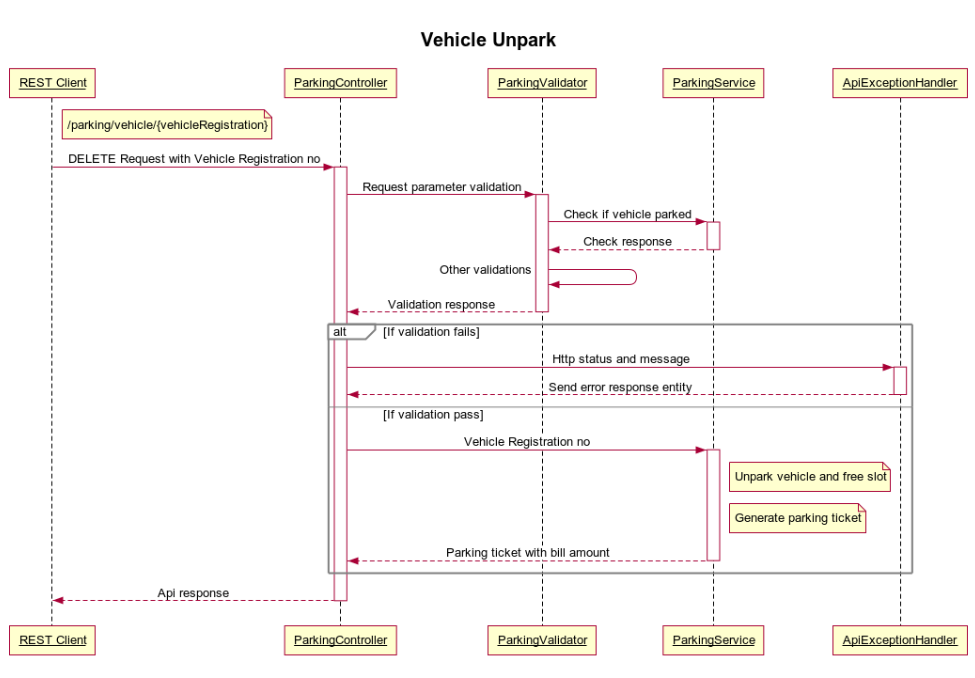 Vehicle Unpark
REST Client
ParkingController
ParkingValidator
ParkingService
ApiExceptionHandler
/parking/vehicle/{vehicleRegistration}
DELETE Request with Vehicle Registration no
Request parameter validation
Check if vehicle parked
Check response
Other validations
Validation response
alt
[If validation fails]
Http status and message
Send error response entity
[If validation pass]
Vehicle Registration no
Unpark vehicle and free slot
Generate parking ticket
Parking ticket with bill amount
Api response
REST Client
ParkingController
ParkingValidator
ParkingService
ApiExceptionHandler